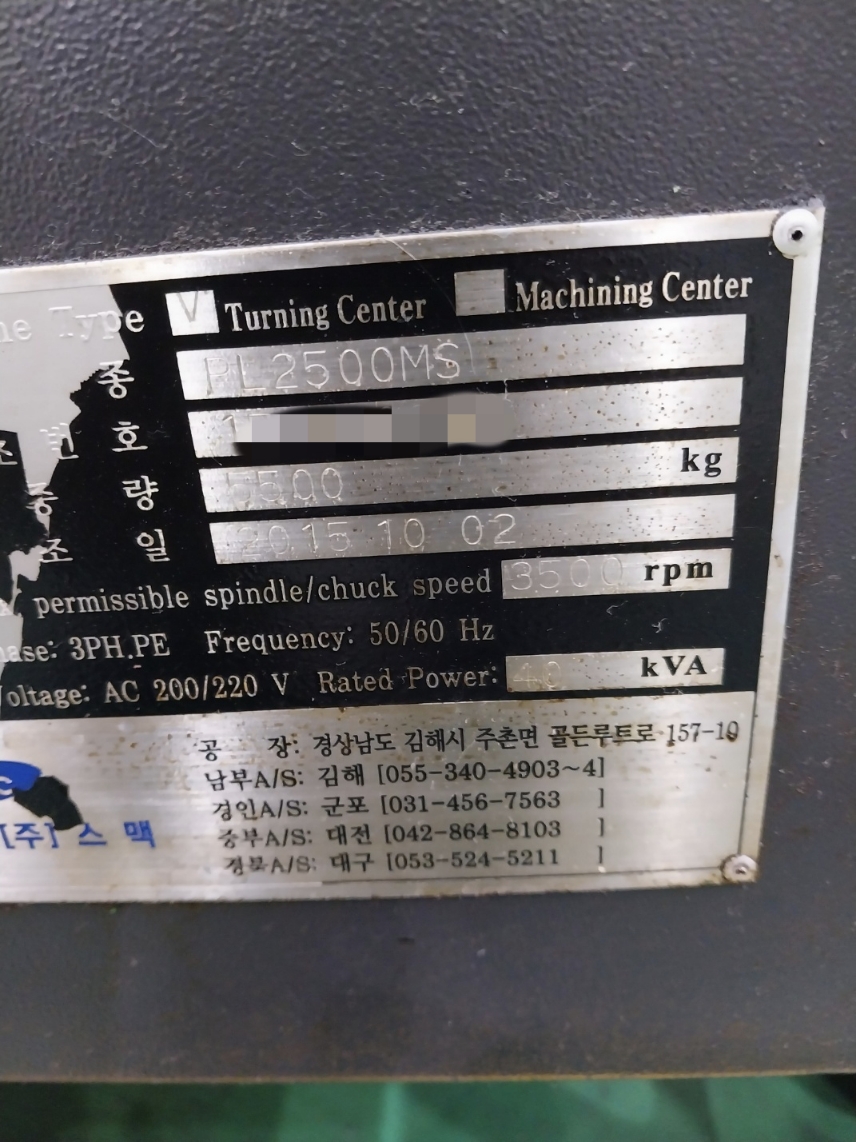 Type V Turning Center Machining Center
종 PL2500MS
호
량 5500 kg
일 2015 10 02
permissible spindle/chuck speed 3500 rpm
3PH.PE Frequency: 50/60 Hz
Voltage: AC 200/220 V Rated Power: 40 kVA
공 장: 경상남도 김해시 주촌면 골든루트로 157-10
남부A/S: 김해 [055-340-4903~4]
경인A/S: 군포 [031-456-7563 ]
중부A/S: 대전 [042-864-8103 ]
[주] 스 맥
경북A/S: 대구 [053-524-5211 ]